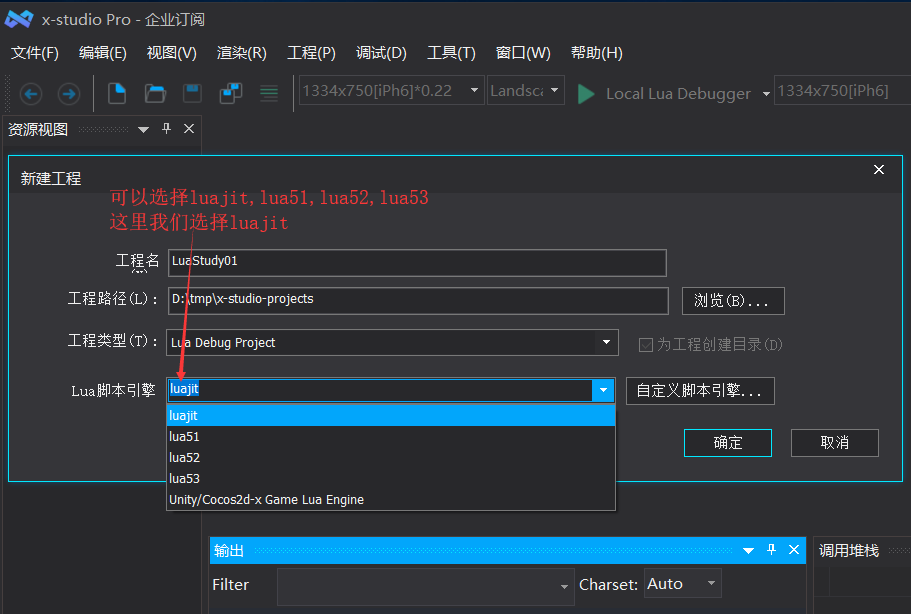 x-studio Pro - 企业订阅
文件(F) 编辑(E) 视图(V) 渲染(R) 工程(P) 调试(D) 工具(T) 窗口(W) 帮助(H)
1334x750[iPh6]*0.22 Landsca Local Lua Debugger 1334x750[iPh6]
资源视图
新建工程
可以选择luajit,lua51,lua52,lua53
这里我们选择luajit
工程名 LuaStudy01
工程路径(L): D:\tmp\x-studio-projects 浏览(B)...
工程类型(T): Lua Debug Project 为工程创建目录(D)
Lua脚本引擎 luajit 自定义脚本引擎...
luajit
lua51
lua52
lua53
Unity/Cocos2d-x Game Lua Engine
确定 取消
输出 调用堆栈
Filter Charset: Auto